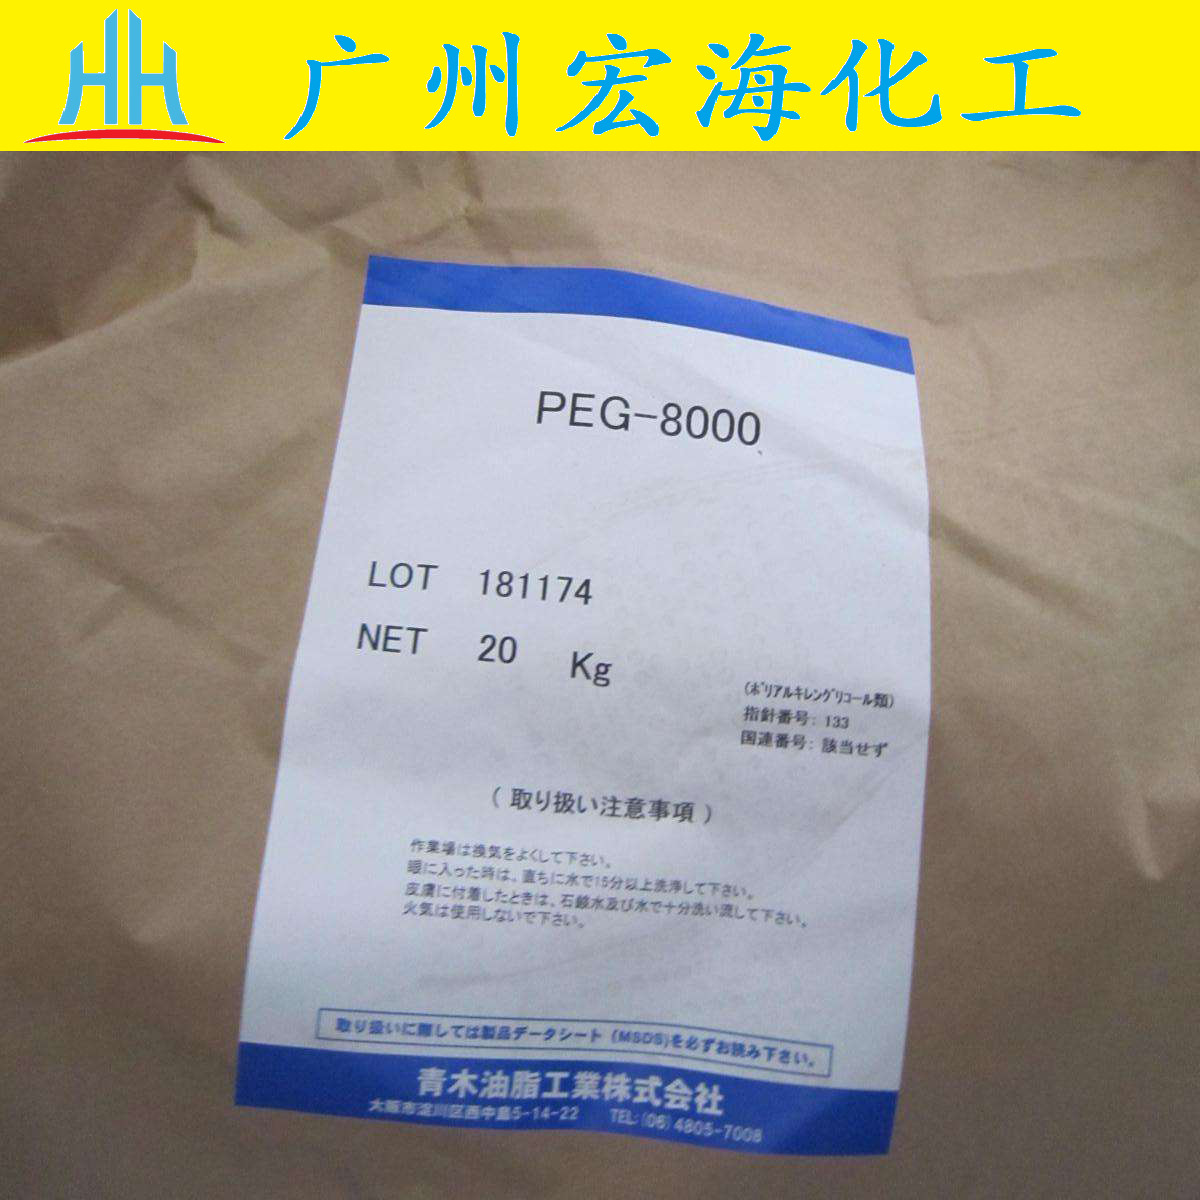 广州宏海化工
PEG-8000
LOT 181174
NET 20 Kg
(ポリアルキレングリコール類)
指針番号: 133
国連番号: 該当せず
( 取り扱い注意事項 )
作業場は換気をよくして下さい。
眼に入った時は、直ちに水で15分以上洗浄して下さい。
皮膚に付着したときは、石鹸水及び水で十分洗い流して下さい。
火気は使用しないで下さい。
取り扱いに際しては製品データシート (MSDS)を必ずお読み下さい。
青木油脂工業株式会社
大阪市淀川区西中島5-14-22 TEL:(06)4805-7008